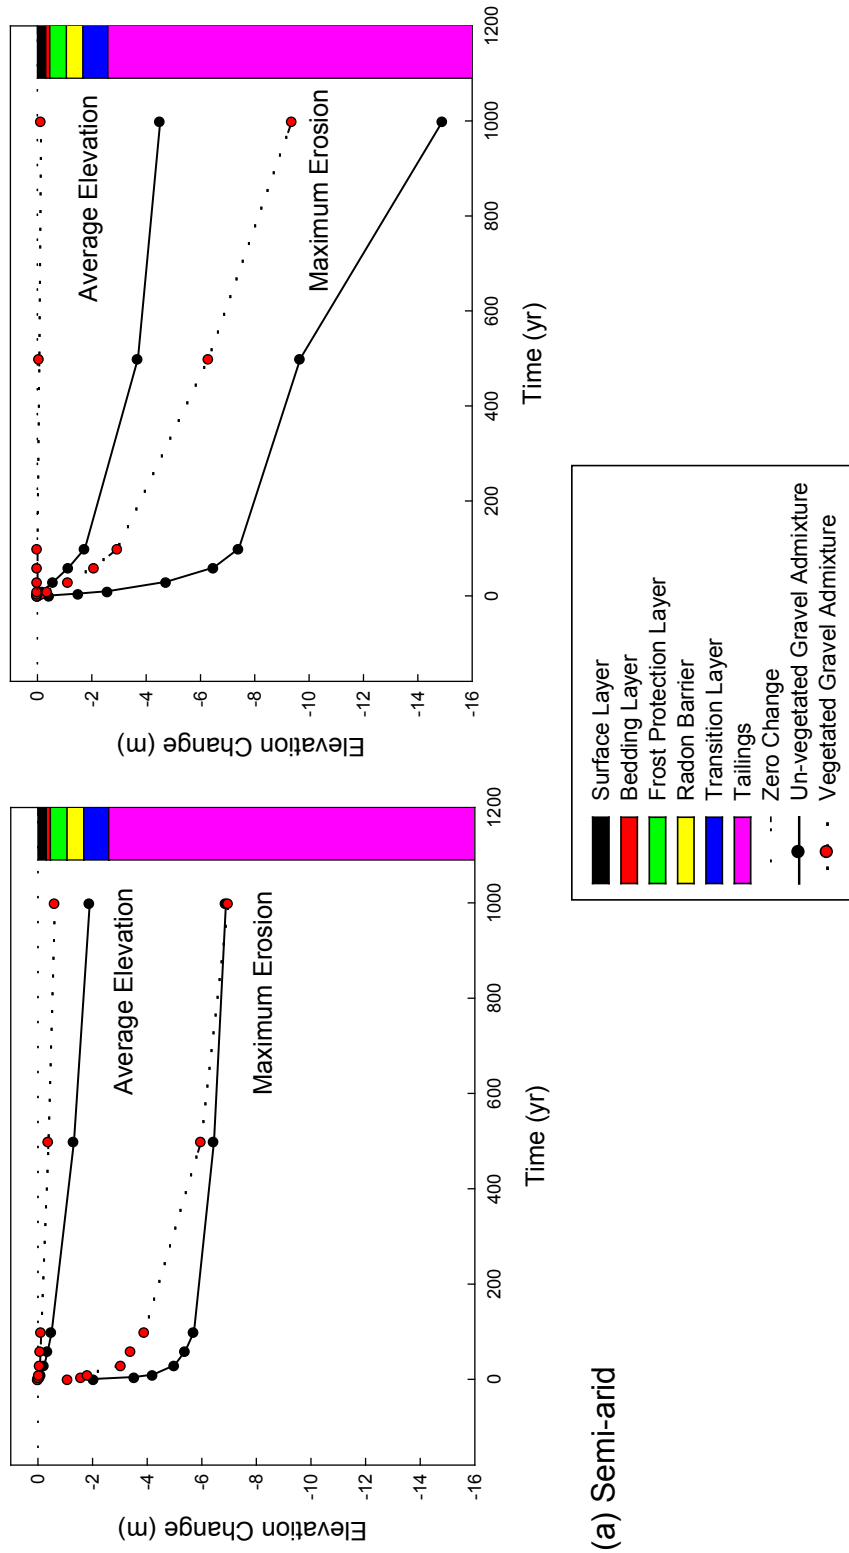 0
-2
-4
-6
-8
-10
-12
-14
-16
Elevation Change (m)
0
200
400
600
800
1000
1200
Time (yr)
Average Elevation
Maximum Erosion
(a) Semi-arid
0
-2
-4
-6
-8
-10
-12
-14
-16
Elevation Change (m)
0
200
400
600
800
1000
1200
Time (yr)
Average Elevation
Maximum Erosion
Surface Layer
Bedding Layer
Frost Protection Layer
Radon Barrier
Transition Layer
Tailings
Zero Change
Un-vegetated Gravel Admixture
Vegetated Gravel Admixture